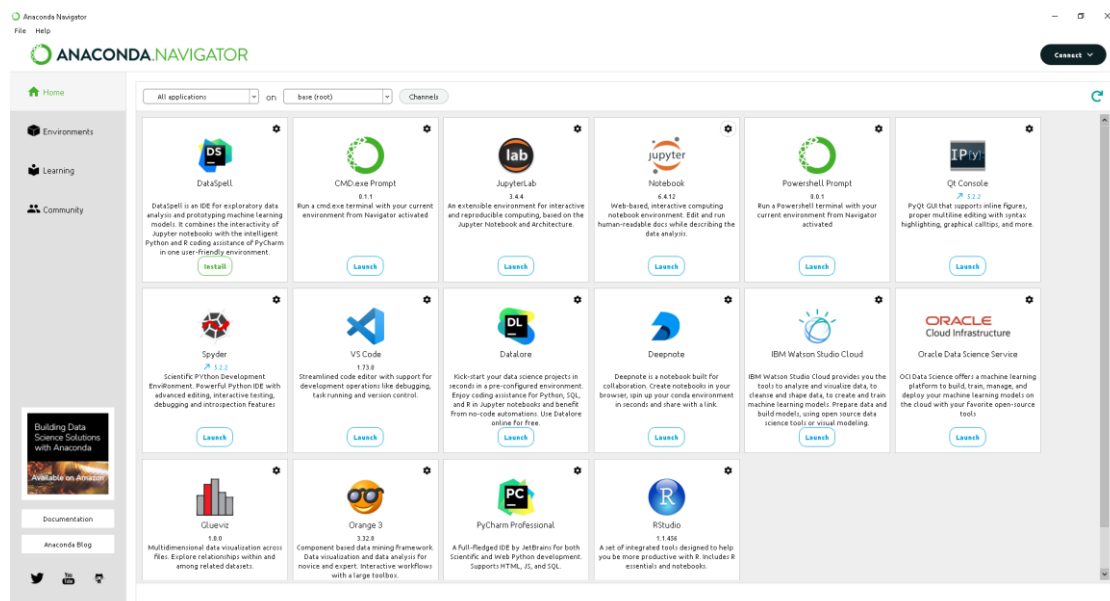 Anaconda Navigator
File Help
ANACONDA.NAVIGATOR
Connect
Home
All applications on base (root) Channels
Environments
Learning
Community
DS
DataSpell
DataSpell is an IDE for exploratory data
analysis and prototyping machine learning
models. It combines the interactivity of
Jupyter notebooks with the intelligent
Python and R coding assistance of PyCharm
in one user-friendly environment.
Install
CMD.exe Prompt
0.1.1
Run a cmd.exe terminal with your current
environment from Navigator activated
Launch
lab
JupyterLab
3.4.4
An extensible environment for interactive
and reproducible computing, based on the
Jupyter Notebook and Architecture.
Launch
jupyter
Notebook
6.4.12
Web-based, interactive computing
notebook environment. Edit and run
human-readable docs while describing the
data analysis.
Launch
Powershell Prompt
0.0.1
Run a Powershell terminal with your
current environment from Navigator
activated
Launch
IP[y]:
Qt Console
5.2.2
PyQt GUI that supports inline figures,
proper multiline editing with syntax
highlighting, graphical calltips, and more.
Launch
Spyder
5.2.2
Scientific PYthon Development
EnviRonment. Powerful Python IDE with
advanced editing, interactive testing,
debugging and introspection features
Launch
VS Code
1.73.0
Streamlined code editor with support for
development operations like debugging,
task running and version control.
Launch
DL
Datalore
Kick-start your data science projects in
seconds in a pre-configured environment.
Enjoy coding assistance for Python, SQL,
and R in Jupyter notebooks and benefit
from no-code automations. Use Datalore
online for free.
Launch
Deepnote
Deepnote is a notebook built for
collaboration. Create notebooks in your
browser, spin up your conda environment
in seconds and share with a link.
Launch
IBM Watson Studio Cloud
IBM Watson Studio Cloud provides you the
tools to analyze and visualize data, to
cleanse and shape data, to create and train
machine learning models. Prepare data and
build models, using open source data
science tools or visual modeling.
Launch
ORACLE
Cloud Infrastructure
Oracle Data Science Service
OCI Data Science offers a machine learning
platform to build, train, manage, and
deploy your machine learning models on
the cloud with your favorite open-source
tools
Launch
Glueviz
1.0.0
Multidimensional data visualization across
files. Explore relationships within and
among related datasets.
Orange 3
3.32.0
Component based data mining framework.
Data visualization and data analysis for
novice and expert. Interactive workflows
with a large toolbox.
PC
PyCharm Professional
A full-fledged IDE by JetBrains for both
Scientific and Web Python development.
Supports HTML, JS, and SQL.
R
RStudio
1.1.456
A set of integrated tools designed to help
you be more productive with R. Includes R
essentials and notebooks.
Building Data
Science Solutions
with Anaconda
Available on Amazon
Documentation
Anaconda Blog
You
Tube